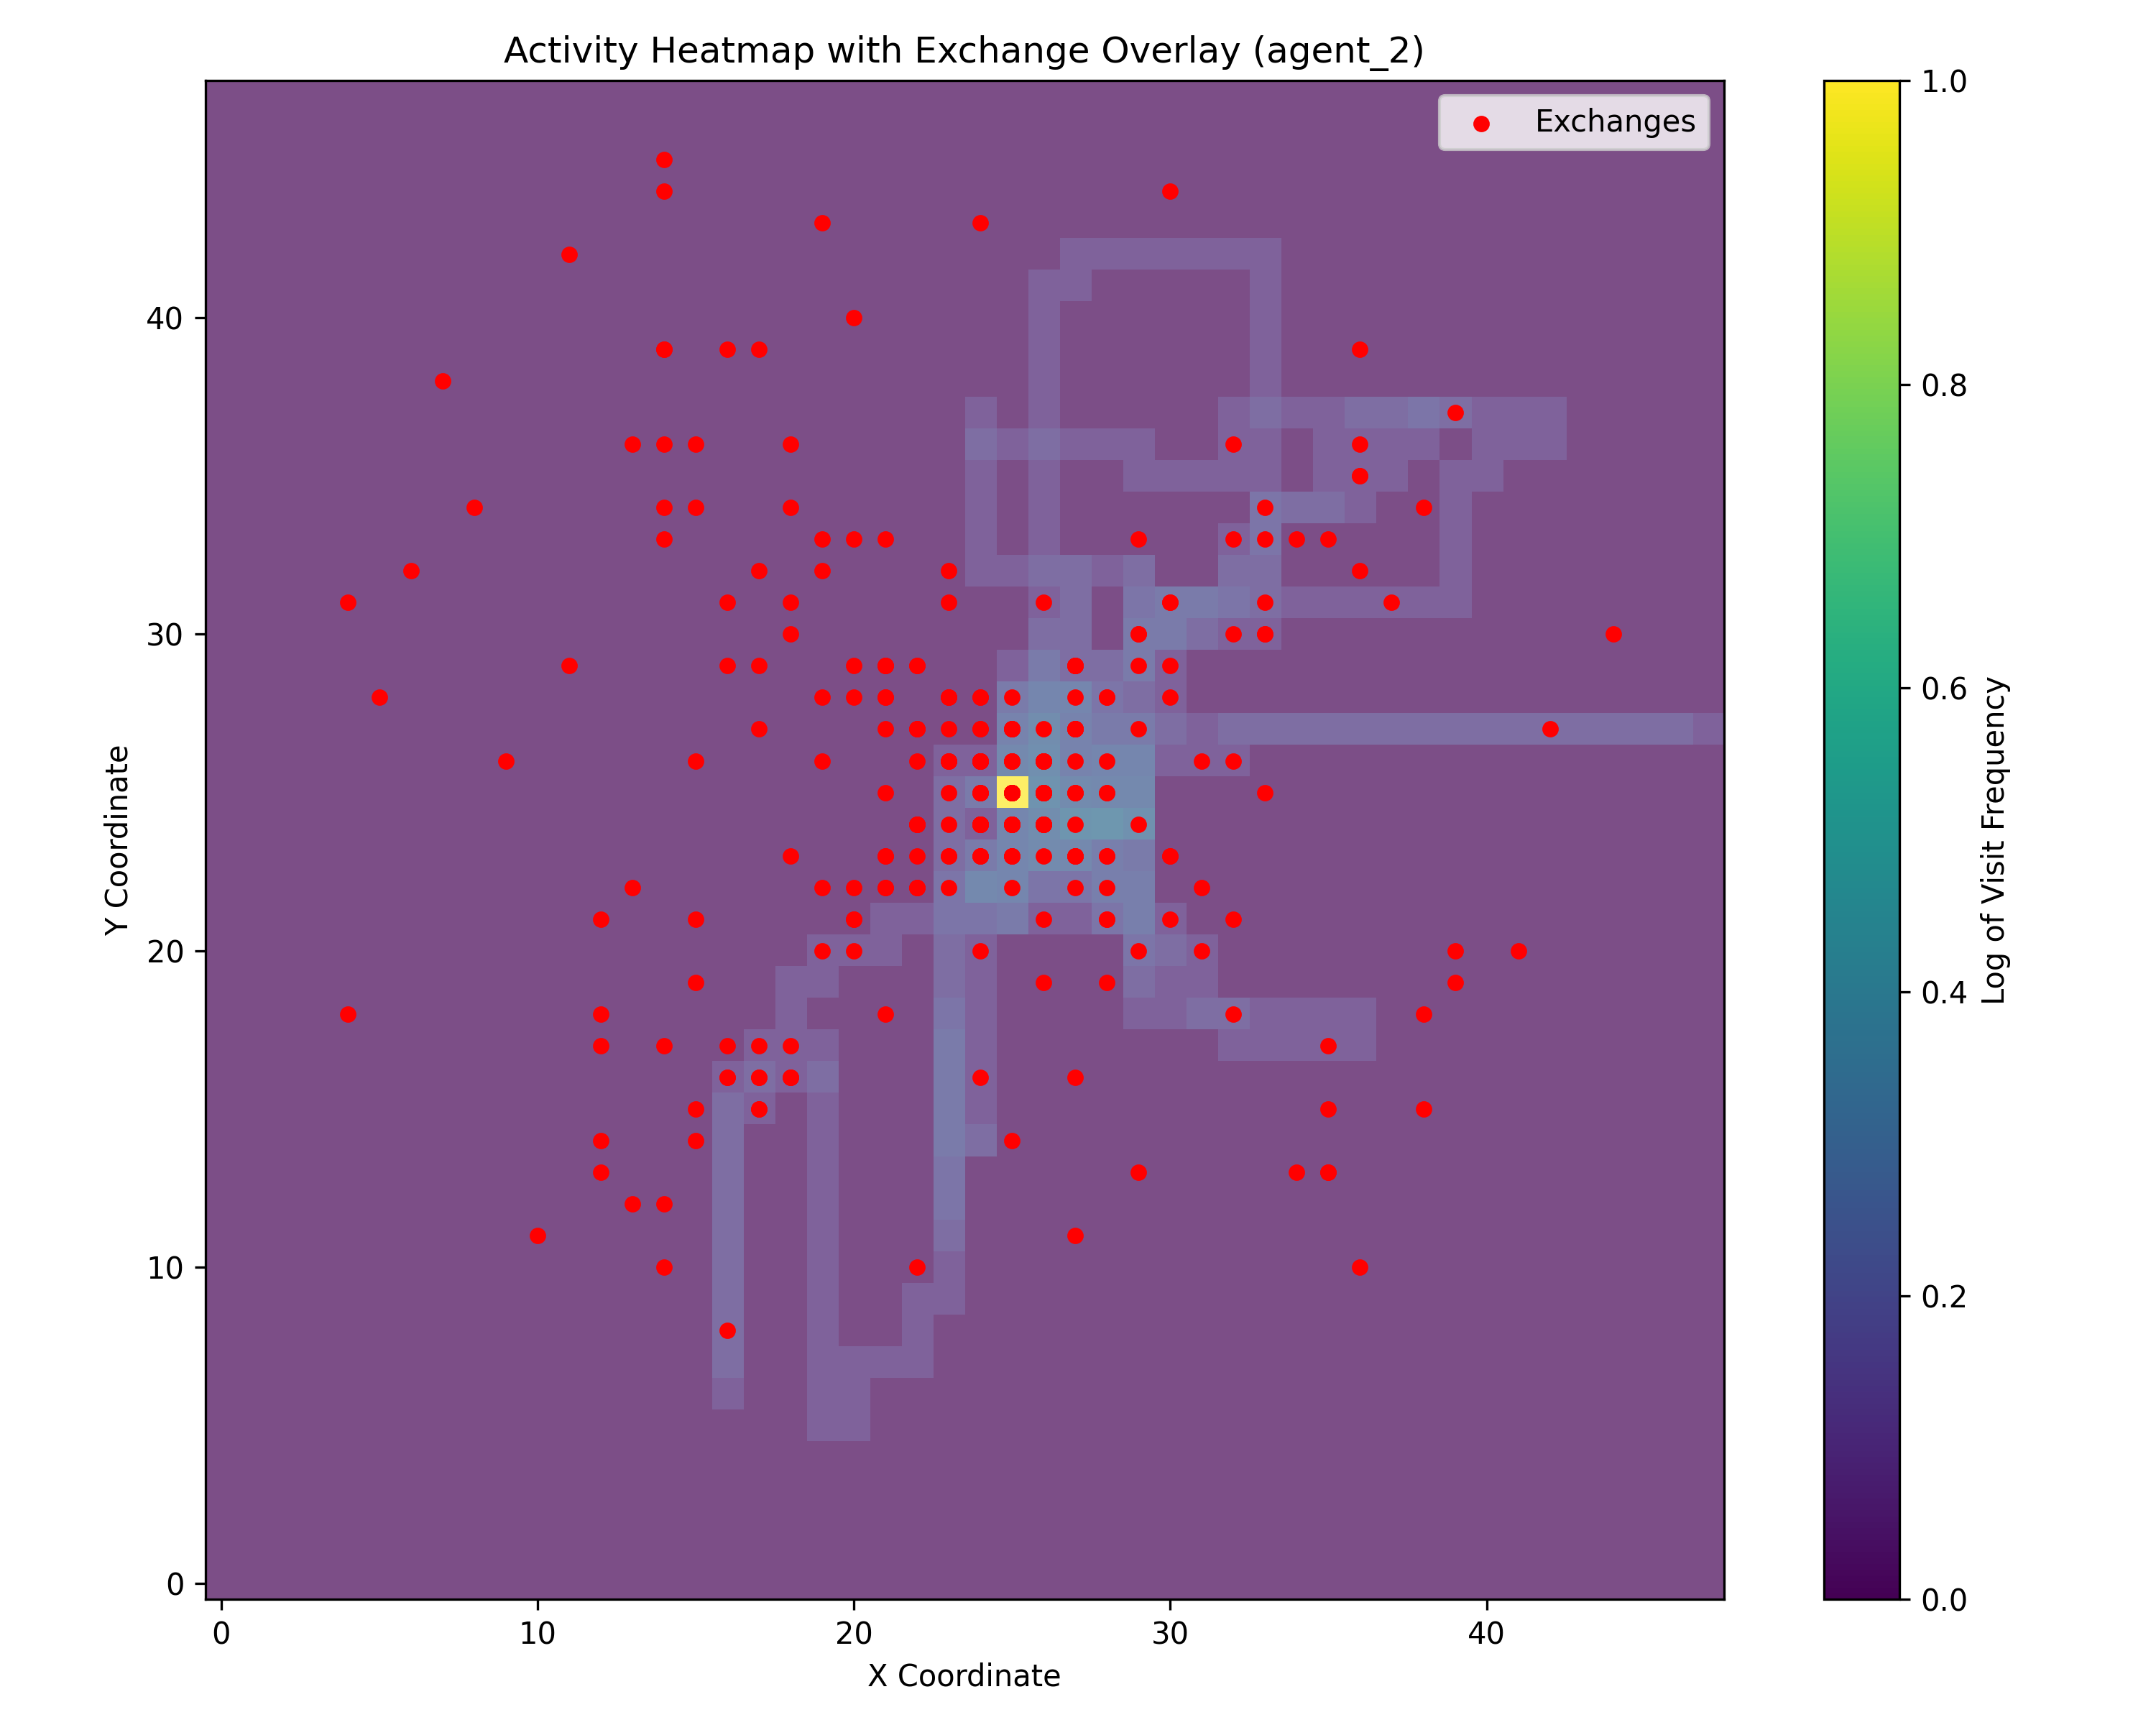 Activity Heatmap with Exchange Overlay (agent_2)
Exchanges
Y Coordinate
40
30
20
10
0
0 10 20 30 40
X Coordinate
1.0
0.8
0.6
0.4
0.2
0.0
Log of Visit Frequency